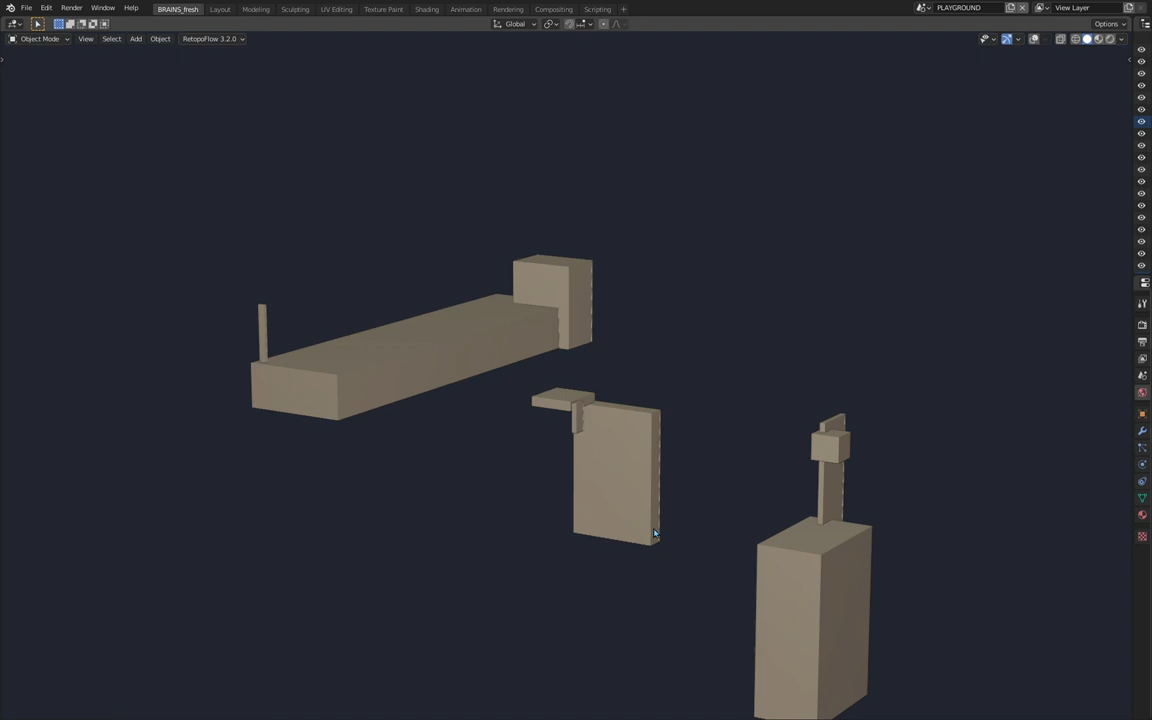 File Edit Render Window Help BRAINS_fresh Layout Modeling Sculpting UV Editing Texture Paint Shading Animation Rendering Compositing Scripting + PLAYGROUND View Layer
Global Options
Object Mode View Select Add Object RetopoFlow 3.2.0